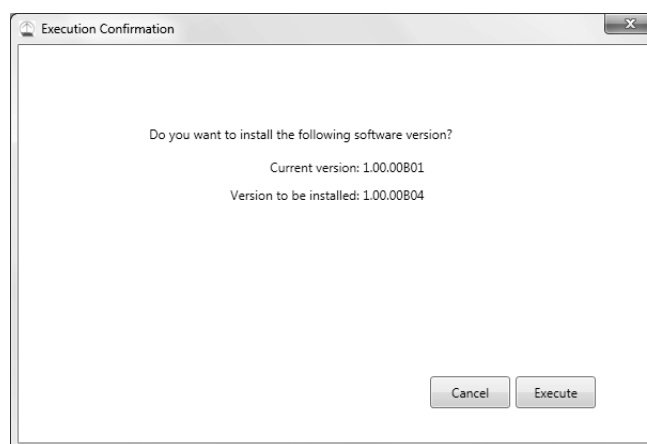 Execution Confirmation
Do you want to install the following software version?
Current version: 1.00.00B01
Version to be installed: 1.00.00B04
Cancel Execute